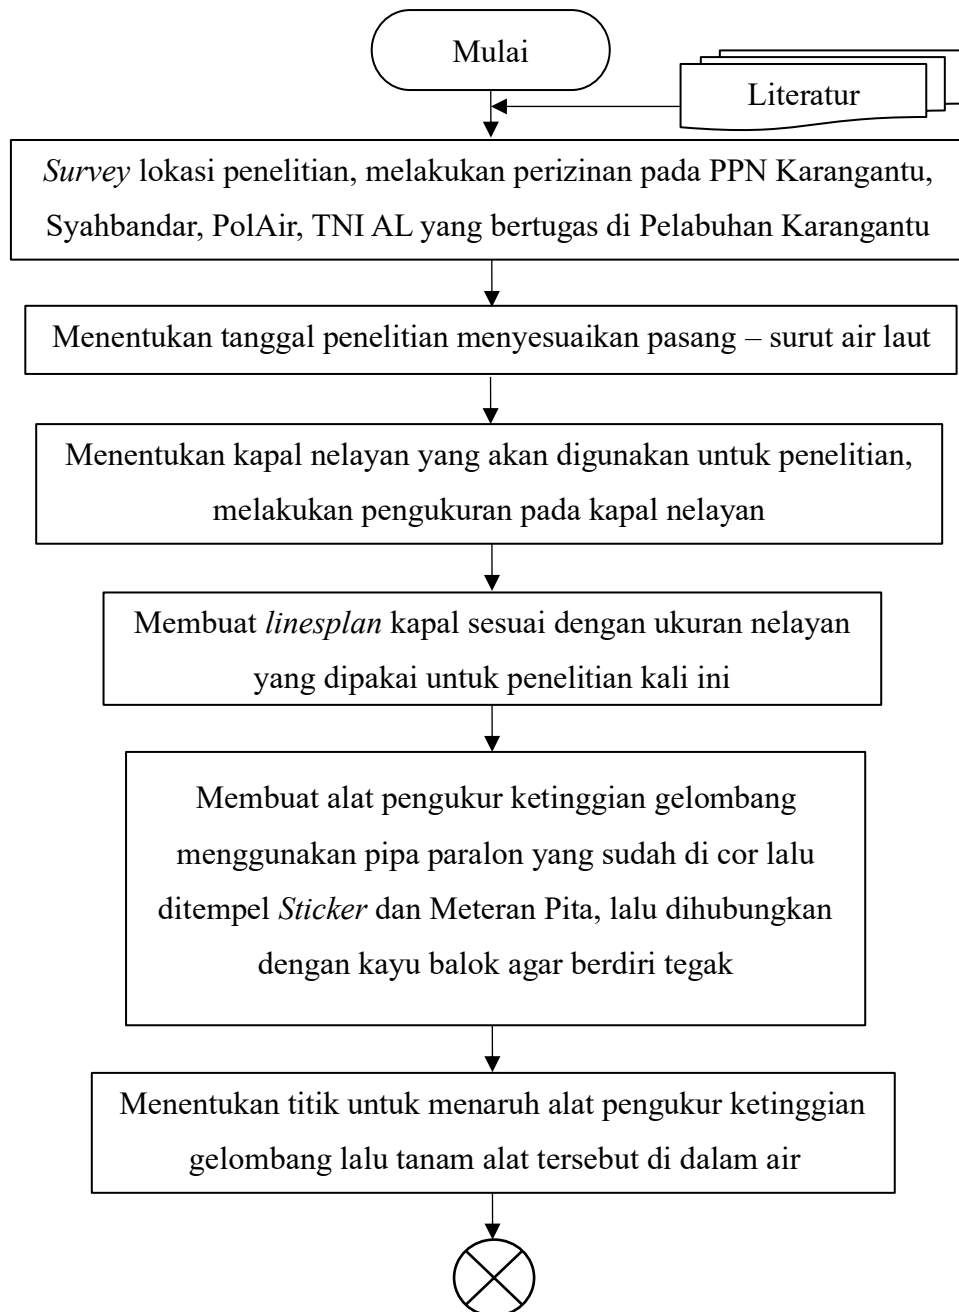 Mulai
Literatur
Survey lokasi penelitian, melakukan perizinan pada PPN Karangantu,
Syahbandar, PolAir, TNI AL yang bertugas di Pelabuhan Karangantu
Menentukan tanggal penelitian menyesuaikan pasang – surut air laut
Menentukan kapal nelayan yang akan digunakan untuk penelitian,
melakukan pengukuran pada kapal nelayan
Membuat linesplan kapal sesuai dengan ukuran nelayan
yang dipakai untuk penelitian kali ini
Membuat alat pengukur ketinggian gelombang
menggunakan pipa paralon yang sudah di cor lalu
ditempel Sticker dan Meteran Pita, lalu dihubungkan
dengan kayu balok agar berdiri tegak
Menentukan titik untuk menaruh alat pengukur ketinggian
gelombang lalu tanam alat tersebut di dalam air